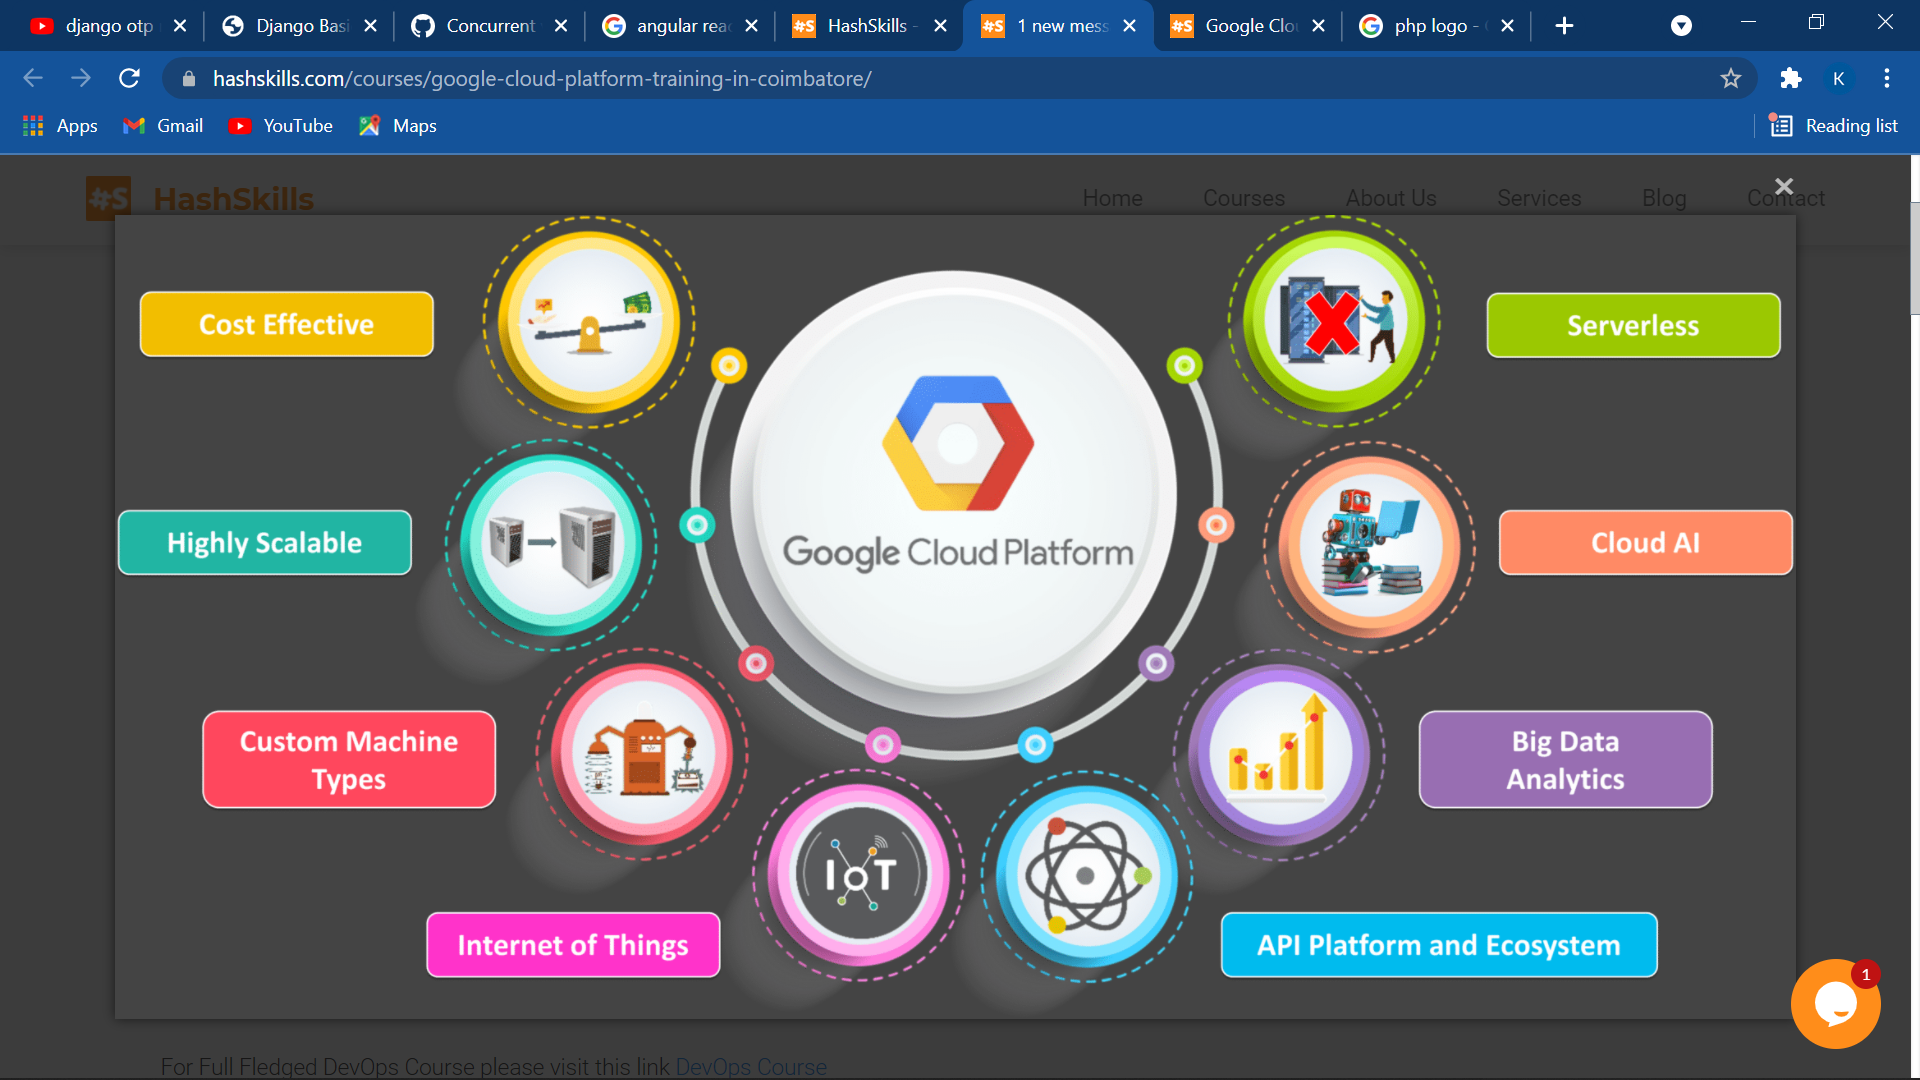 django otp
Django Basi
Concurrent
angular reac
#S HashSkills -
#S 1 new mess
#S Google Clou
php logo -
hashskills.com/courses/google-cloud-platform-training-in-coimbatore/
K
Apps
Gmail
YouTube
Maps
Reading list
#S HashSkills
Home
Courses
About Us
Services
Blog
Contact
Cost Effective
Serverless
Highly Scalable
Google Cloud Platform
Cloud AI
Custom Machine
Types
Big Data
Analytics
IoT
Internet of Things
API Platform and Ecosystem
1
For Full Fledged DevOps Course please visit this link DevOps Course